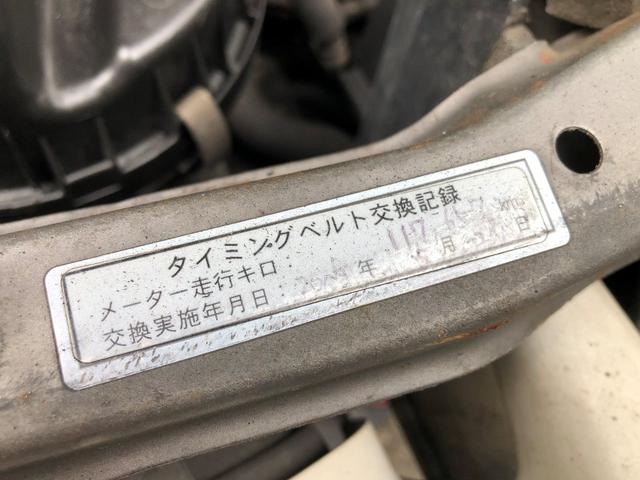 タイミングベルト交換記録
メーター走行キロ km
交換実施年月日 年 月 日